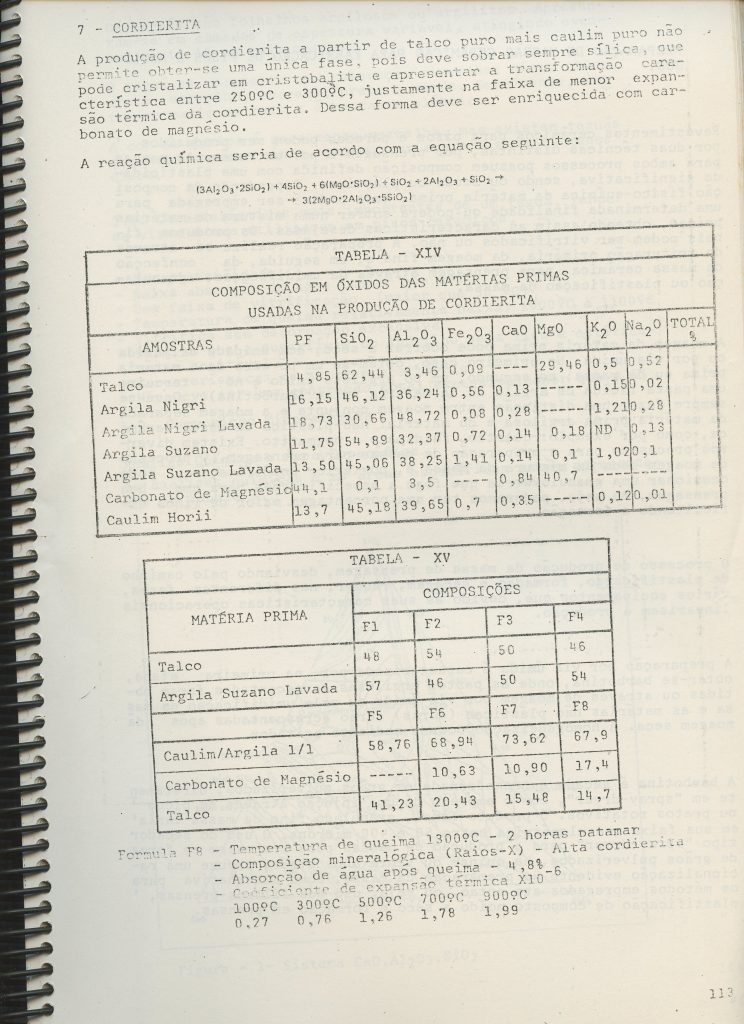 7 - CORDIERITA
A produção de cordierita a partir de talco puro mais caulim puro não
permite obter-se uma única fase, pois deve sobrar sempre sílica, que
pode cristalizar em cristobalita e apresentar a transformação cara-
cterística entre 250ºC e 300ºC, justamente na faixa de menor expan-
são térmica da cordierita. Dessa forma deve ser enriquecida com car-
bonato de magnésio.
A reação química seria de acordo com a equação seguinte:
(3Al2O3·2SiO2) + 4SiO2 + 6(MgO·SiO2) + SiO2 + 2Al2O3 + SiO2 →
→ 3(2MgO·2Al2O3·5SiO2)
TABELA - XIV
COMPOSIÇÃO EM ÓXIDOS DAS MATÉRIAS PRIMAS
USADAS NA PRODUÇÃO DE CORDIERITA
AMOSTRAS PF SiO2 Al2O3 Fe2O3 CaO MgO K2O Na2O TOTAL %
Talco 4,85 62,44 3,46 0,09 ---- 29,46 0,5 0,52
Argila Nigri 16,15 46,12 36,24 0,56 0,13 ----- 0,15 0,02
Argila Nigri Lavada 18,73 30,66 48,72 0,08 0,28 ----- 1,21 0,28
Argila Suzano 11,75 54,89 32,37 0,72 0,14 0,18 ND 0,13
Argila Suzano Lavada 13,50 45,06 38,25 1,41 0,14 0,1 1,02 0,1
Carbonato de Magnésio 44,1 0,1 3,5 ---- 0,84 40,7 ---- ----
Caulim Horii 13,7 45,18 39,65 0,7 0,35 ----- 0,12 0,01
TABELA - XV
MATÉRIA PRIMA COMPOSIÇÕES
F1 F2 F3 F4
Talco 48 54 50 46
Argila Suzano Lavada 57 46 50 54
F5 F6 F7 F8
Caulim/Argila 1/1 58,76 68,94 73,62 67,9
Carbonato de Magnésio ----- 10,63 10,90 17,4
Talco 41,23 20,43 15,48 14,7
Formula F8 - Temperatura de queima 1300ºC - 2 horas patamar
- Composição mineralógica (Raios-X) - Alta cordierita
- Absorção de água após queima - 4,8%
- Coeficiente de expansão térmica X10-6
100ºC 300ºC 500ºC 700ºC 900ºC
0,27 0,76 1,26 1,78 1,99
113